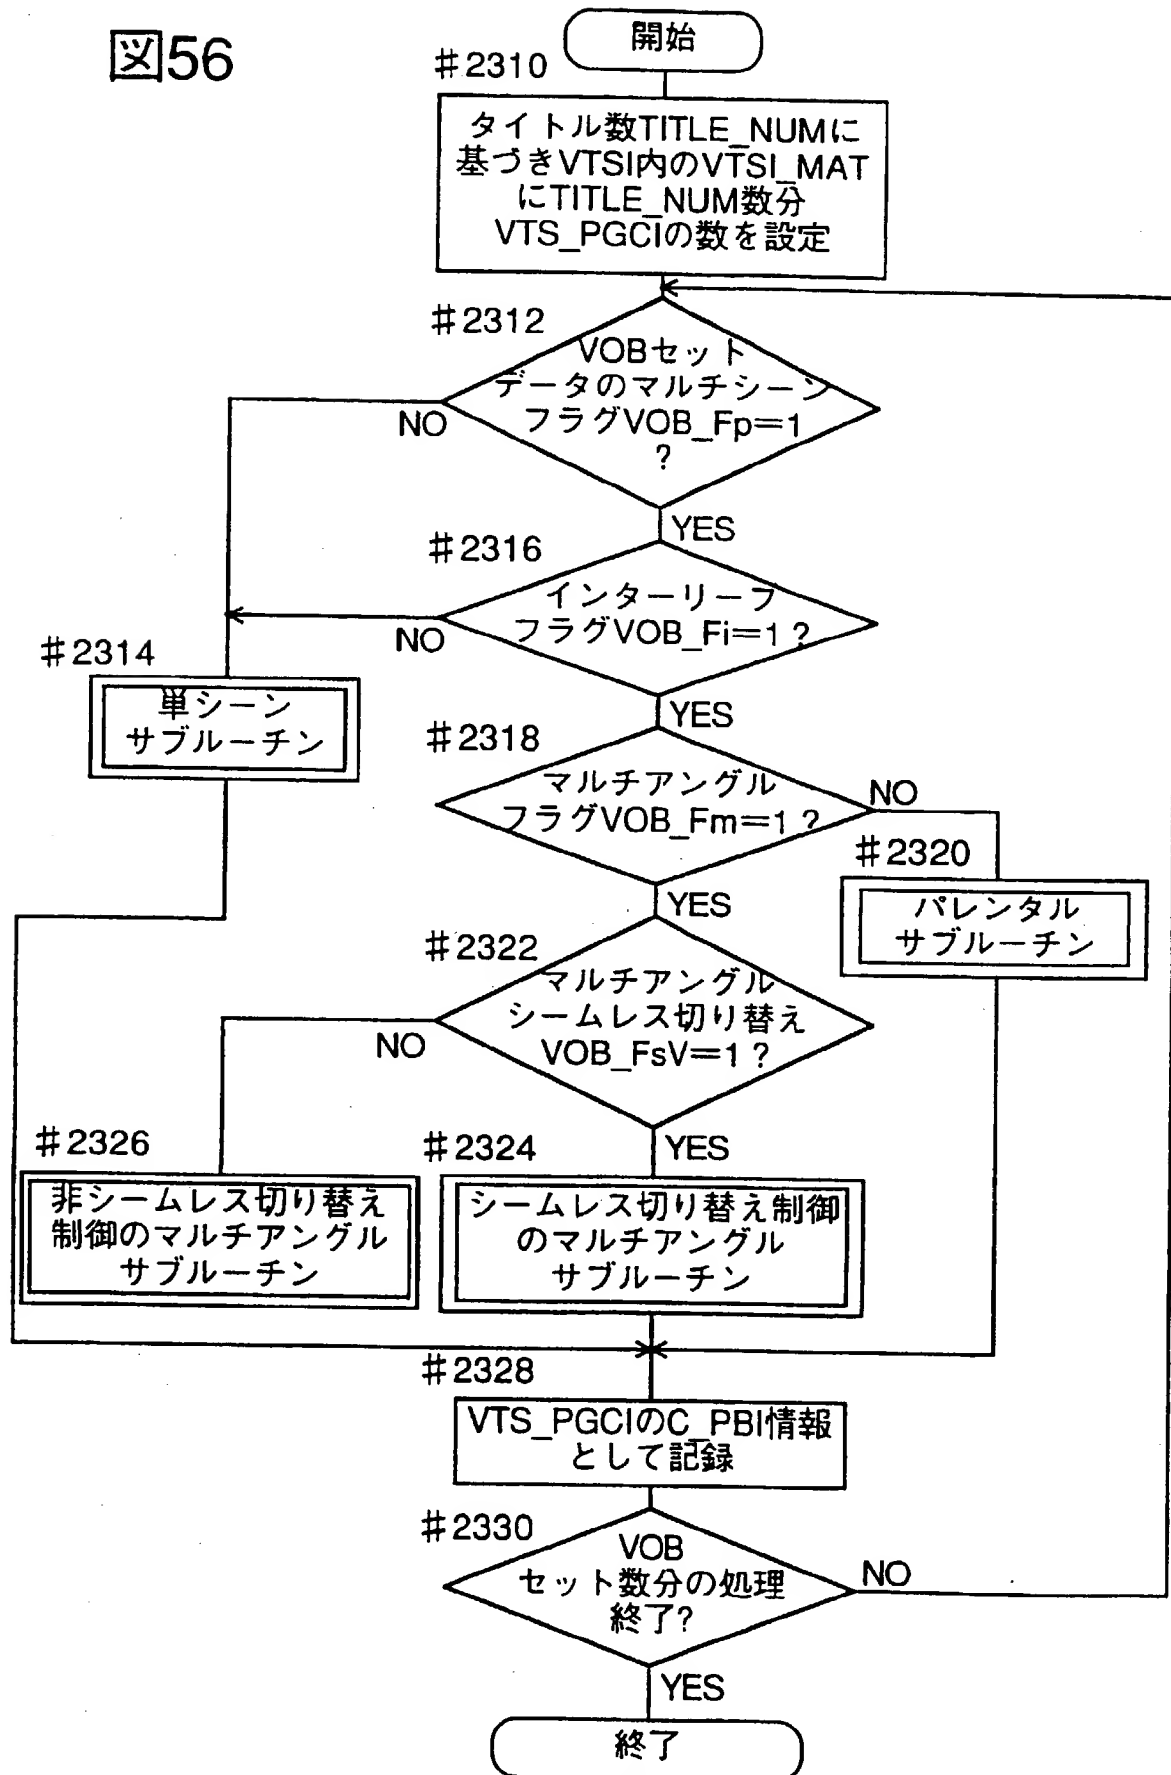 図56
開始
#2310
タイトル数TITLE_NUMに
基づきVTSI内のVTSI_MAT
にTITLE_NUM数分
VTS_PGCIの数を設定
#2312
VOBセット
データのマルチシーン
フラグVOB_Fp=1
?
NO
YES
#2316
インターリーフ
フラグVOB_Fi=1?
NO
YES
#2314
単シーン
サブルーチン
#2318
マルチアングル
フラグVOB_Fm=1?
NO
YES
#2320
パレンタル
サブルーチン
#2322
マルチアングル
シームレス切り替え
VOB_FsV=1?
NO
YES
#2326
非シームレス切り替え
制御のマルチアングル
サブルーチン
#2324
シームレス切り替え制御
のマルチアングル
サブルーチン
#2328
VTS_PGCIのC_PBI情報
として記録
#2330
VOB
セット数分の処理
終了?
NO
YES
終了